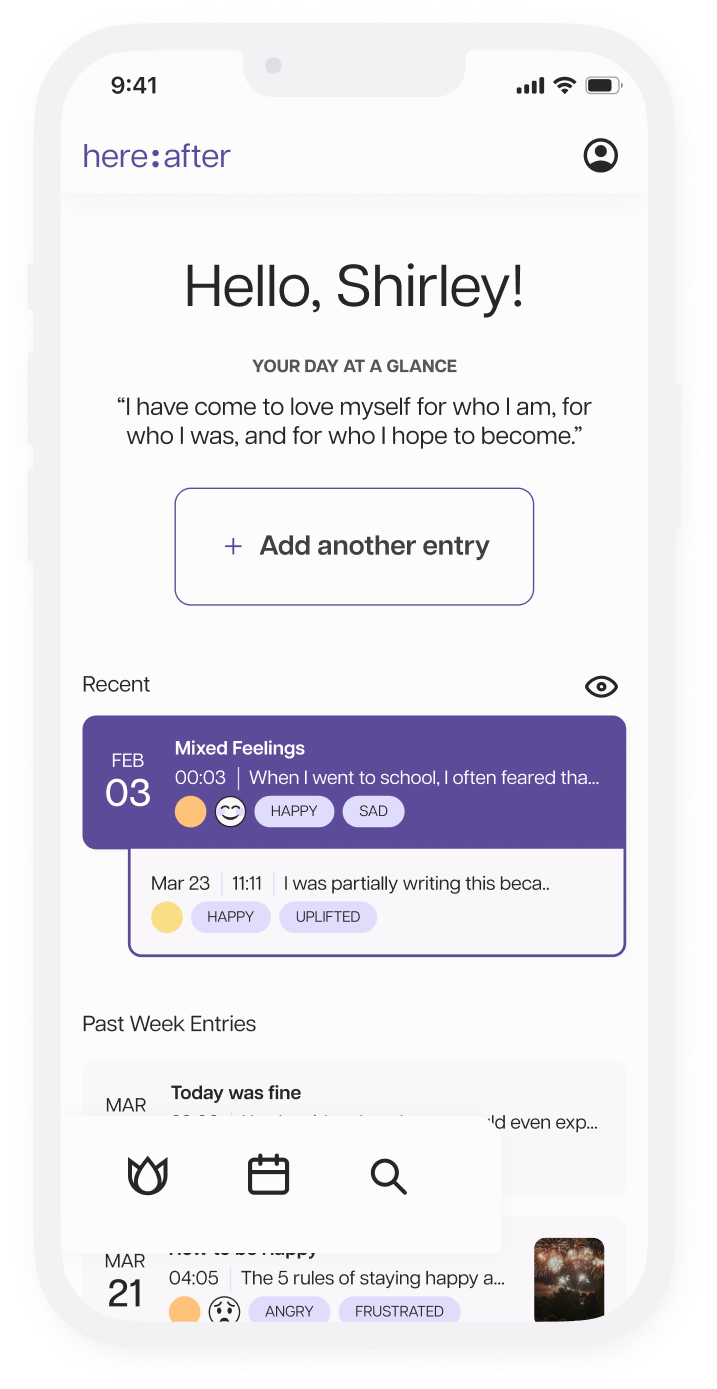 9:41
here:after
Hello, Shirley!
YOUR DAY AT A GLANCE
“I have come to love myself for who I am, for
who I was, and for who I hope to become.”
+ Add another entry
Recent
FEB
03
Mixed Feelings
00:03 | When I went to school, I often feared tha...
HAPPY SAD
Mar 23 | 11:11 | I was partially writing this beca..
HAPPY UPLIFTED
Past Week Entries
MAR
Today was fine
even exp...
MAR
21
How to be Happy
04:05 | The 5 rules of staying happy a...
ANGRY FRUSTRATED